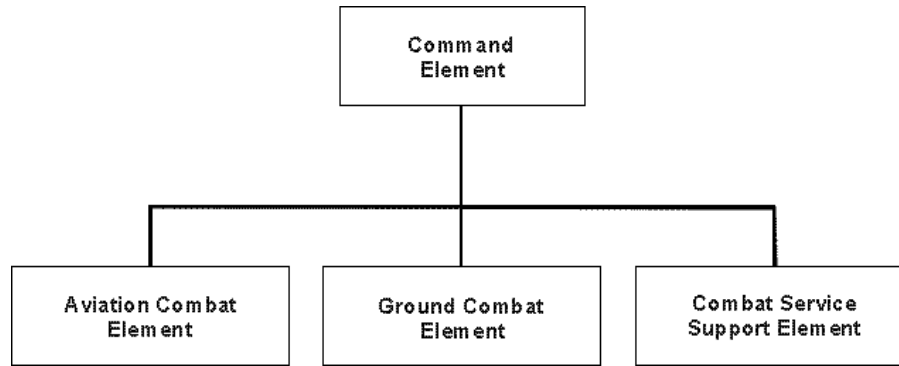 Command
Element
Aviation Combat
Element
Ground Combat
Element
Combat Service
Support Element